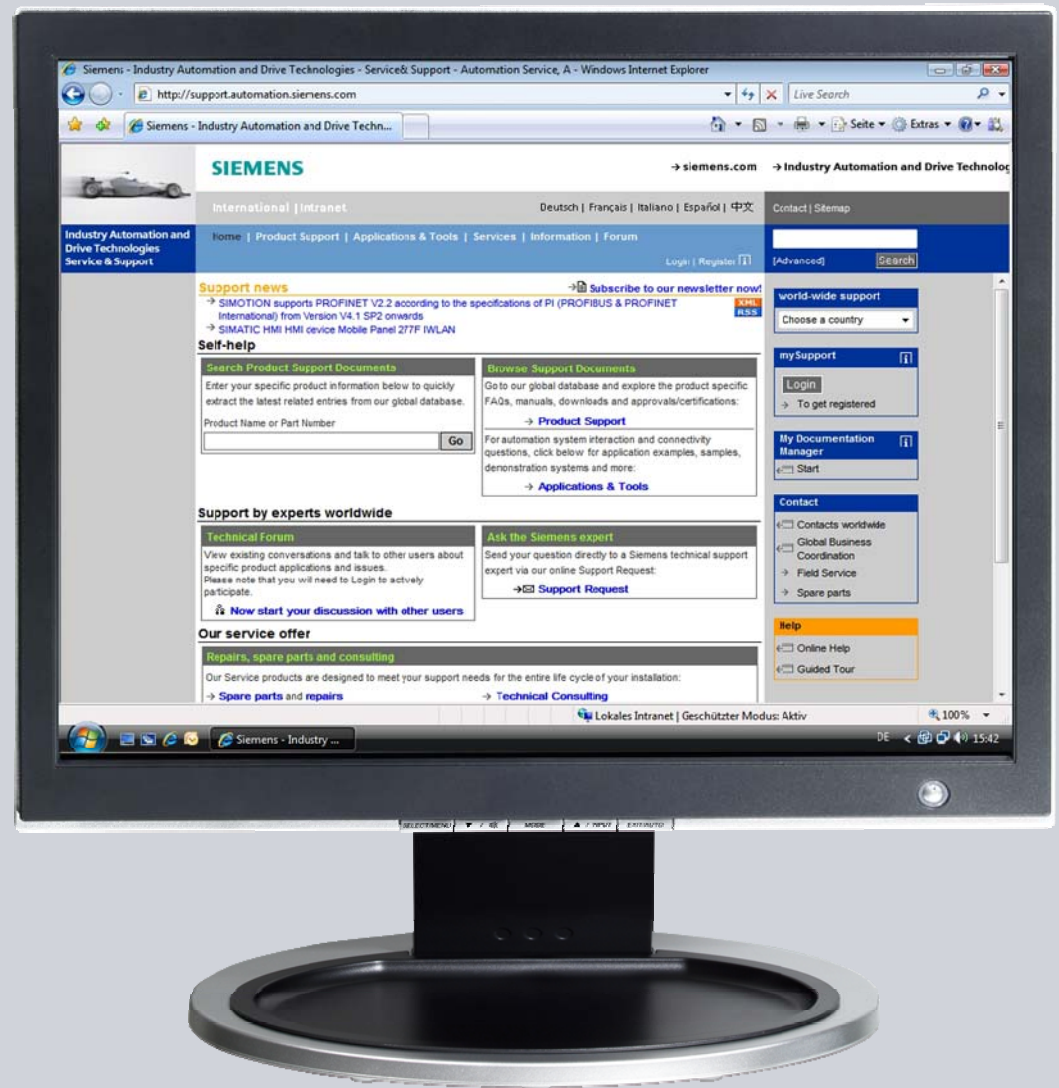 Siemens - Industry Automation and Drive Technologies - Service& Support - Automation Service, A - Windows Internet Explorer
http://support.automation.siemens.com
Live Search
Siemens - Industry Automation and Drive Techn...
Seite
Extras
SIEMENS
→ siemens.com
→ Industry Automation and Drive Technolog
International | Intranet
Deutsch | Français | Italiano | Español | 中文
Contact | Sitemap
Industry Automation and
Drive Technologies
Service & Support
Home | Product Support | Applications & Tools | Services | Information | Forum
Login | Register
[Advanced]
Search
Support news
→ Subscribe to our newsletter now!
→ SIMOTION supports PROFINET V2.2 according to the specifications of PI (PROFIBUS & PROFINET
International) from Version V4.1 SP2 onwards
XML
RSS
→ SIMATIC HMI HMI device Mobile Panel 277F IWLAN
Self-help
Search Product Support Documents
Enter your specific product information below to quickly
extract the latest related entries from our global database.
Product Name or Part Number
Go
Browse Support Documents
Go to our global database and explore the product specific
FAQs, manuals, downloads and approvals/certifications:
→ Product Support
For automation system interaction and connectivity
questions, click below for application examples, samples,
demonstration systems and more:
→ Applications & Tools
Support by experts worldwide
Technical Forum
View existing conversations and talk to other users about
specific product applications and issues.
Please note that you will need to Login to actively
participate.
Now start your discussion with other users
Ask the Siemens expert
Send your question directly to a Siemens technical support
expert via our online Support Request:
→ Support Request
Our service offer
Repairs, spare parts and consulting
Our Service products are designed to meet your support needs for the entire life cycle of your installation:
→ Spare parts and repairs
→ Technical Consulting
world-wide support
Choose a country
mySupport
Login
→ To get registered
My Documentation
Manager
Start
Contact
Contacts worldwide
Global Business
Coordination
→ Field Service
→ Spare parts
Help
Online Help
Guided Tour
Lokales Intranet | Geschützter Modus: Aktiv
100%
Siemens - Industry ...
DE
15:42
SELECT/MENU
MODE